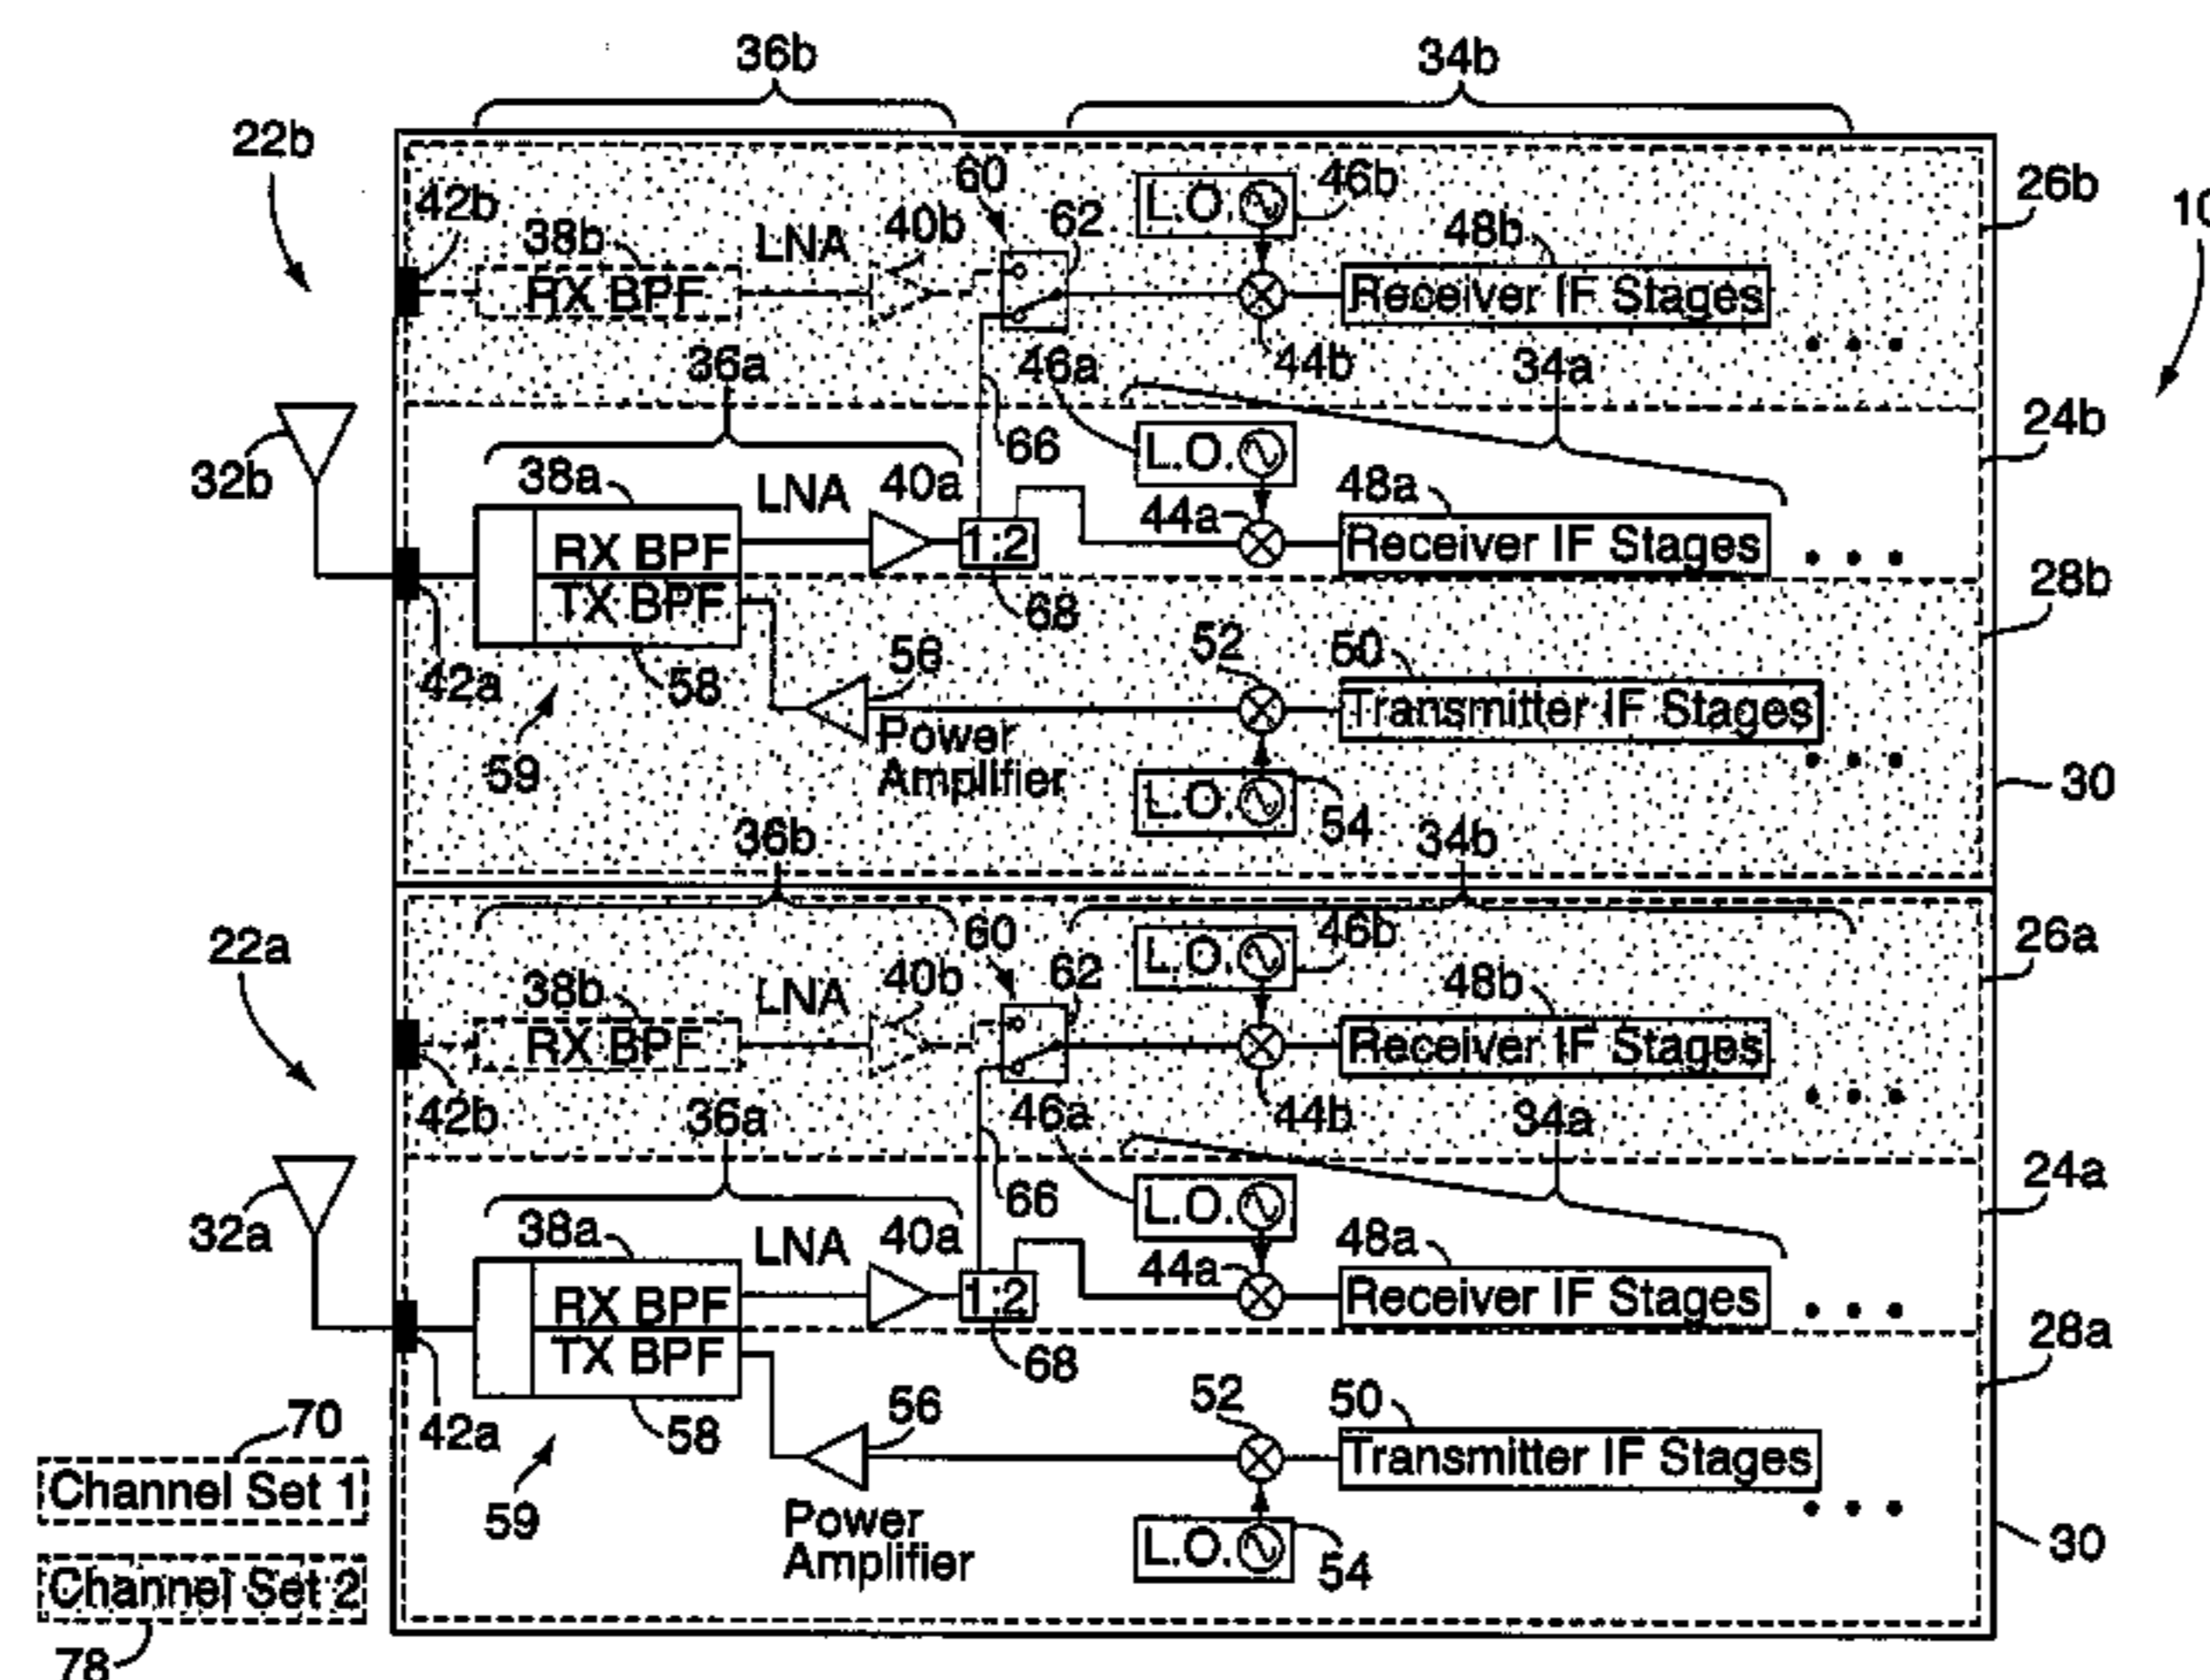 36b 34b
22b 26b 10
42b 38b LNA 40b 60 62 L.O. 46b 48b
RX BPF Receiver IF Stages
36a 46a 44b 34a
24b
32b 38a LNA 40a 66 L.O. 44a 48a
RX BPF 1:2 Receiver IF Stages
TX BPF 28b
42a 58 68 56 52 50
Transmitter IF Stages
59 Power
Amplifier L.O. 54 30
36b 34b
22a 26a
38b LNA 40b 60 62 L.O. 46b 48b
RX BPF Receiver IF Stages
42b 36a 46a 44b 34a
24a
32a 38a LNA 40a 66 L.O. 44a 48a
RX BPF 1:2 Receiver IF Stages
TX BPF 28a
42a 58 68 56 52 50
70 Transmitter IF Stages
Channel Set 1 59 Power
Amplifier L.O. 54 30
Channel Set 2
78